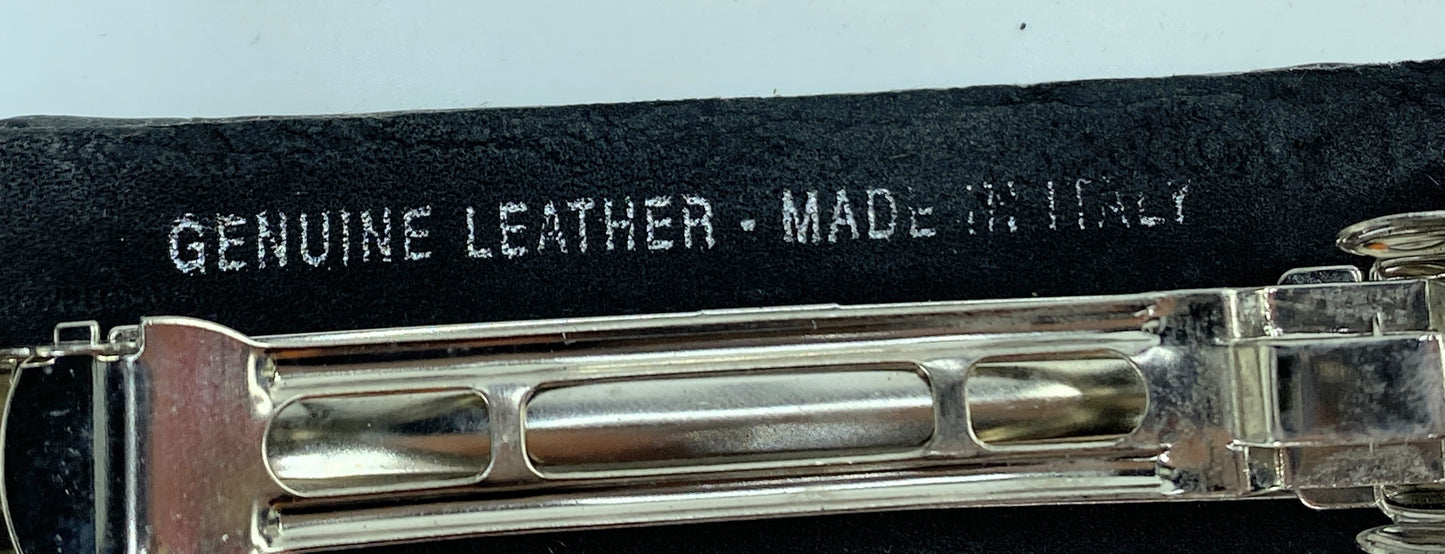 GENUINE LEATHER · MADE IN ITALY